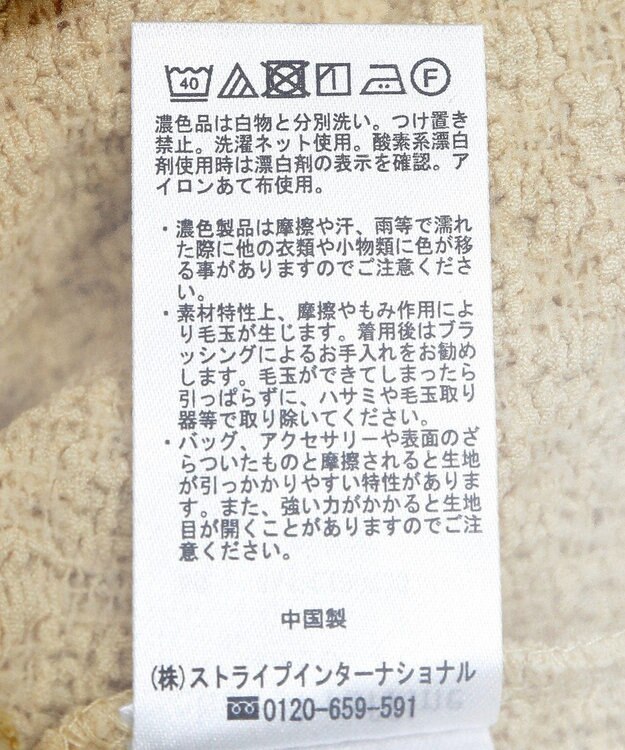 40 F
濃色品は白物と分別洗い。つけ置き
禁止。洗濯ネット使用。酸素系漂白
剤使用時は漂白剤の表示を確認。ア
イロンあて布使用。
・濃色製品は摩擦や汗、雨等で濡れ
た際に他の衣類や小物類に色が移
る事がありますのでご注意くださ
い。
・素材特性上、摩擦やもみ作用によ
り毛玉が生じます。着用後はブラ
ッシングによるお手入れをお勧め
します。毛玉ができてしまったら
引っぱらずに、ハサミや毛玉取り
器等で取り除いてください。
・バッグ、アクセサリーや表面のざ
らついたものと摩擦されると生地
が引っかかりやすい特性がありま
す。また、強い力がかかると生地
目が開くことがありますのでご注
意ください。
中国製
(株)ストライプインターナショナル
0120-659-591